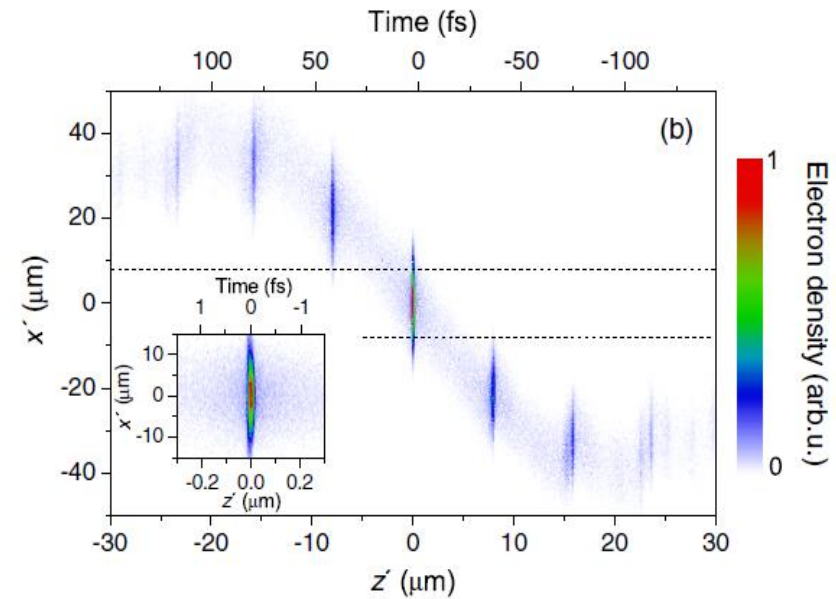 Time (fs)
100 50 0 -50 -100
(b)
40
20
0
-20
-40
x´ (μm)
-30 -20 -10 0 10 20 30
z´ (μm)
Time (fs)
1 0 -1
10
0
-10
x´ (μm)
-0.2 0.0 0.2
z´ (μm)
1
0
Electron density (arb.u.)